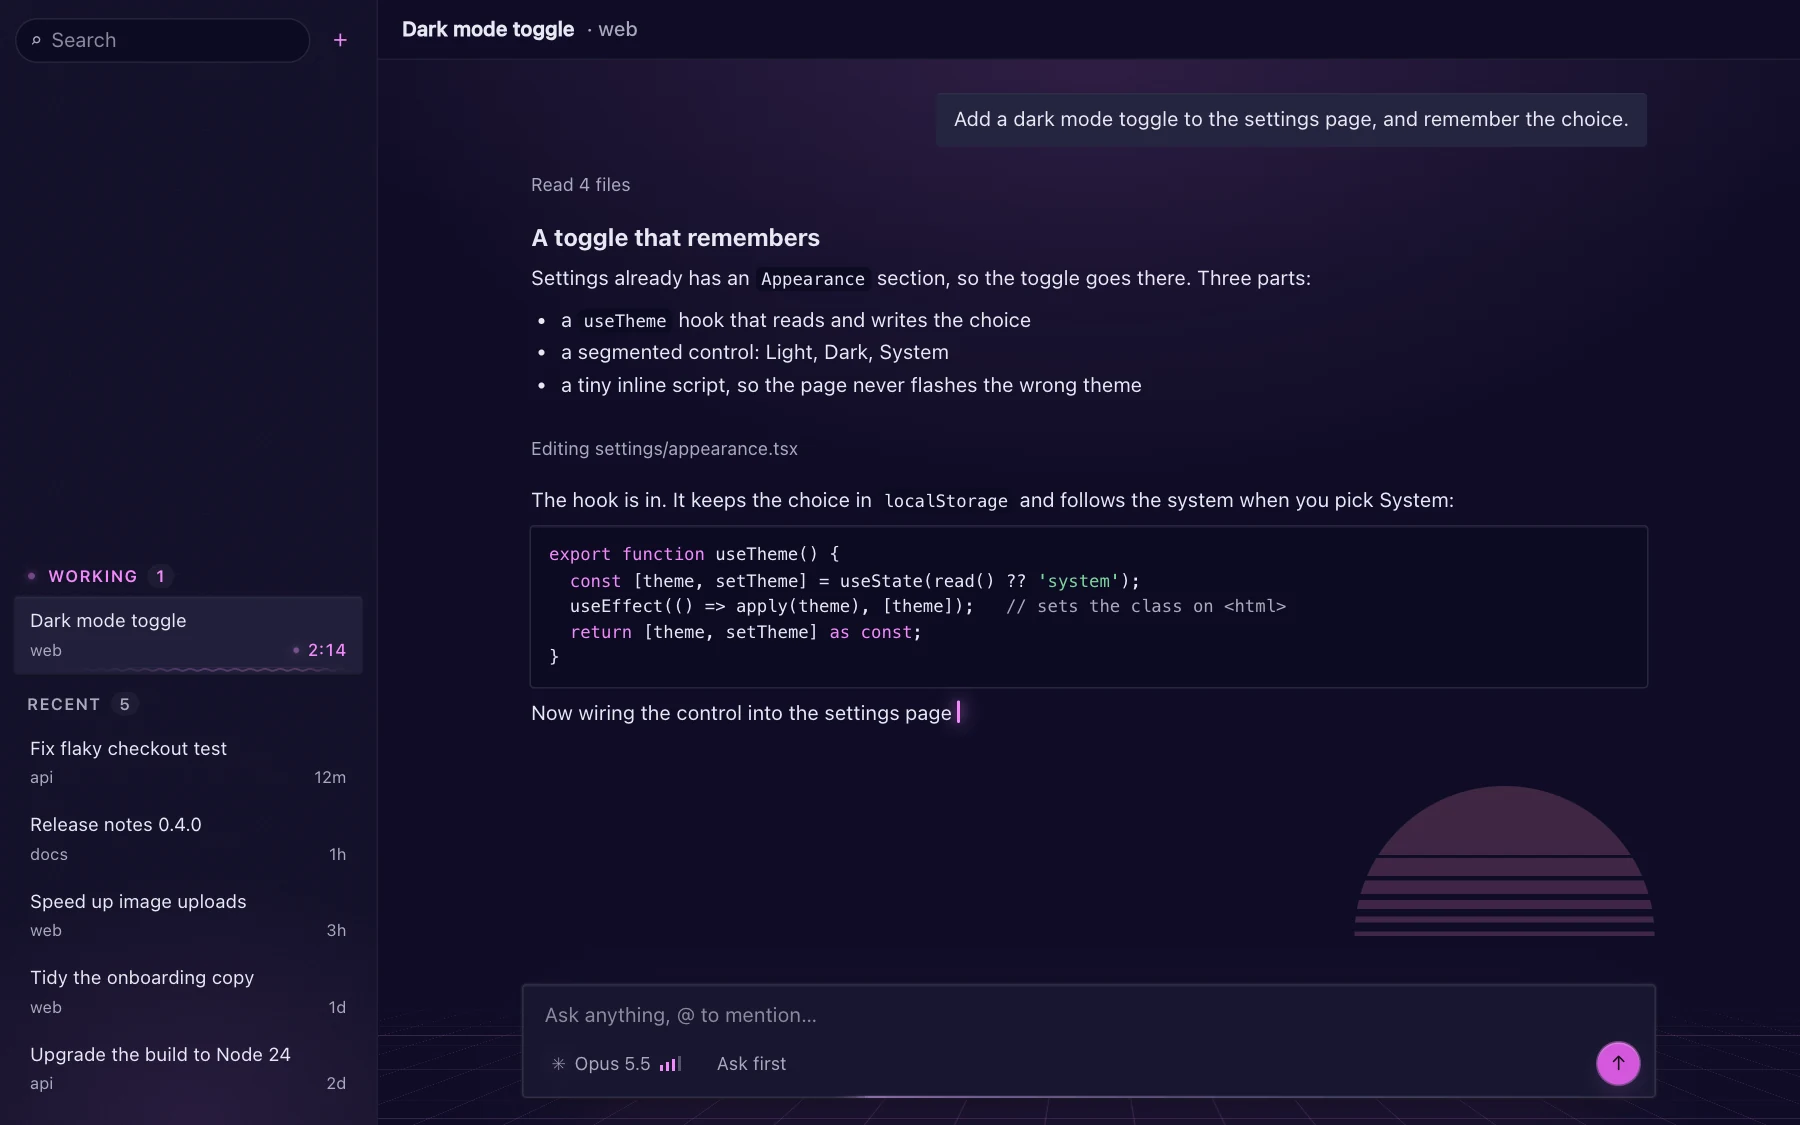 Search
+
WORKING 1
Dark mode toggle
web
2:14
RECENT 5
Fix flaky checkout test
api
12m
Release notes 0.4.0
docs
1h
Speed up image uploads
web
3h
Tidy the onboarding copy
web
1d
Upgrade the build to Node 24
api
2d
Dark mode toggle · web
Add a dark mode toggle to the settings page, and remember the choice.
Read 4 files
A toggle that remembers
Settings already has an Appearance section, so the toggle goes there. Three parts:
• a useTheme hook that reads and writes the choice
• a segmented control: Light, Dark, System
• a tiny inline script, so the page never flashes the wrong theme
Editing settings/appearance.tsx
The hook is in. It keeps the choice in localStorage and follows the system when you pick System:
export function useTheme() {
  const [theme, setTheme] = useState(read() ?? 'system');
  useEffect(() => apply(theme), [theme]);   // sets the class on <html>
  return [theme, setTheme] as const;
}
Now wiring the control into the settings page
Ask anything, @ to mention...
Opus 5.5
Ask first